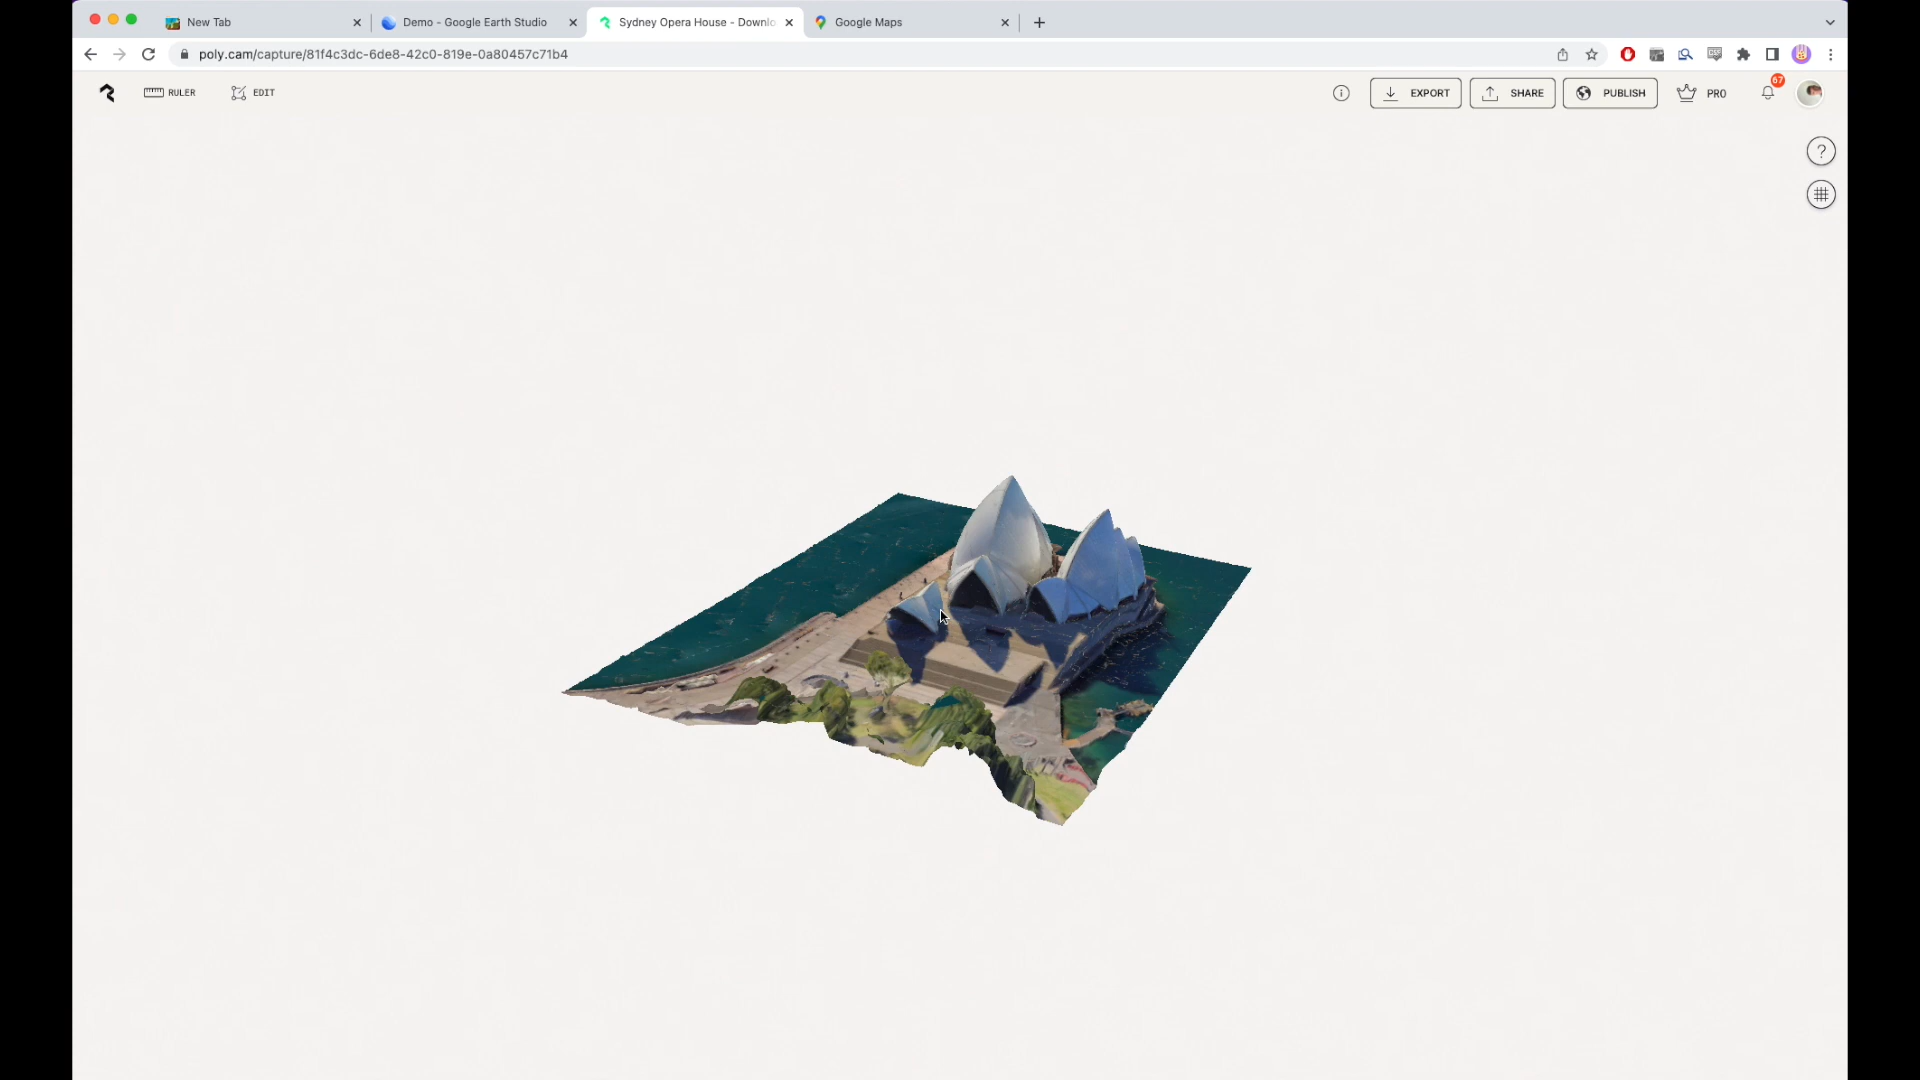 New Tab
Demo - Google Earth Studio
Sydney Opera House - Downlo
Google Maps
poly.cam/capture/81f4c3dc-6de8-42c0-819e-0a80457c71b4
RULER
EDIT
EXPORT
SHARE
PUBLISH
PRO
67
?